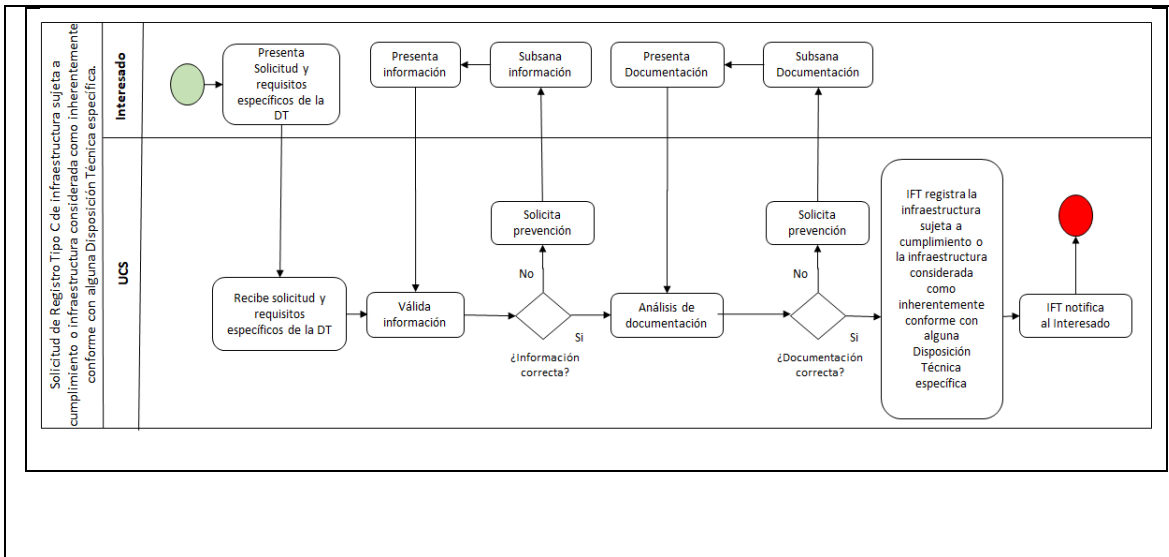 Solicitud de Registro Tipo C de infraestructura sujeta a
cumplimiento o infraestructura considerada como inherentemente
conforme con alguna Disposición Técnica específica.
Interesado
Presenta
Solicitud y
requisitos
específicos de la
DT
Presenta
información
Subsana
información
Presenta
Documentación
Subsana
Documentación
UCS
Recibe solicitud y
requisitos
específicos de la DT
Válida
información
Solicita
prevención
No
Si
¿Información
correcta?
Análisis de
documentación
Solicita
prevención
No
Si
¿Documentación
correcta?
IFT registra la
infraestructura
sujeta a
cumplimiento o
la infraestructura
considerada
como
inherentemente
conforme con
alguna
Disposición
Técnica
específica
IFT notifica
al Interesado